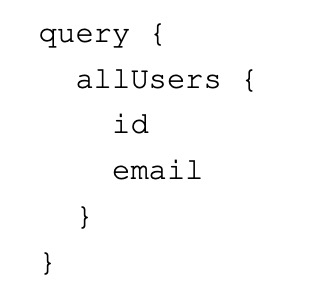 query {
  allUsers {
    id
    email
  }
}